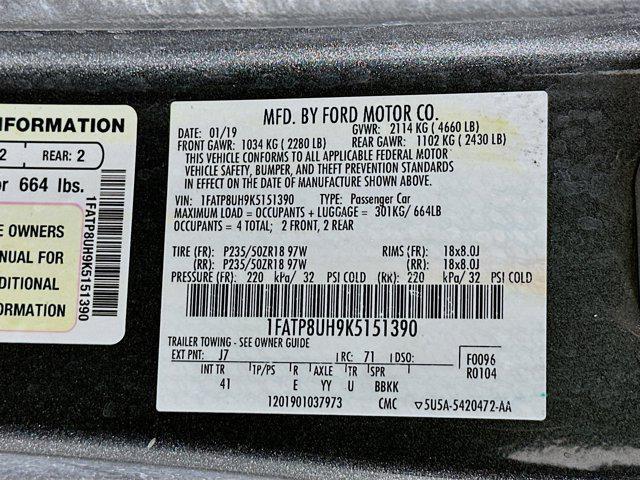 INFORMATION
2 REAR: 2
or 664 lbs.
E OWNERS
ANUAL FOR
DITIONAL
ORMATION
1FATP8UH9K5151390
MFD. BY FORD MOTOR CO.
DATE: 01/19 GVWR: 2114 KG ( 4660 LB)
FRONT GAWR: 1034 KG ( 2280 LB) REAR GAWR: 1102 KG ( 2430 LB)
THIS VEHICLE CONFORMS TO ALL APPLICABLE FEDERAL MOTOR
VEHICLE SAFETY, BUMPER, AND THEFT PREVENTION STANDARDS
IN EFFECT ON THE DATE OF MANUFACTURE SHOWN ABOVE.
VIN: 1FATP8UH9K5151390 TYPE: Passenger Car
MAXIMUM LOAD = OCCUPANTS + LUGGAGE = 301KG/ 664LB
OCCUPANTS = 4 TOTAL; 2 FRONT, 2 REAR
TIRE (FR): P235/50ZR18 97W RIMS (FR): 18x8.0J
(RR): P235/50ZR18 97W (RR): 18x8.0J
PRESSURE (FR): 220 kPa/ 32 PSI COLD (RR): 220 kPa/ 32 PSI COLD
1FATP8UH9K5151390
TRAILER TOWING - SEE OWNER GUIDE
EXT PNT: J7 RC: 71 DSO: F0096
INT TR TP/PS R AXLE TR SPR R0104
41 E YY U BBKK
1201901037973 CMC ▽5U5A-5420472-AA